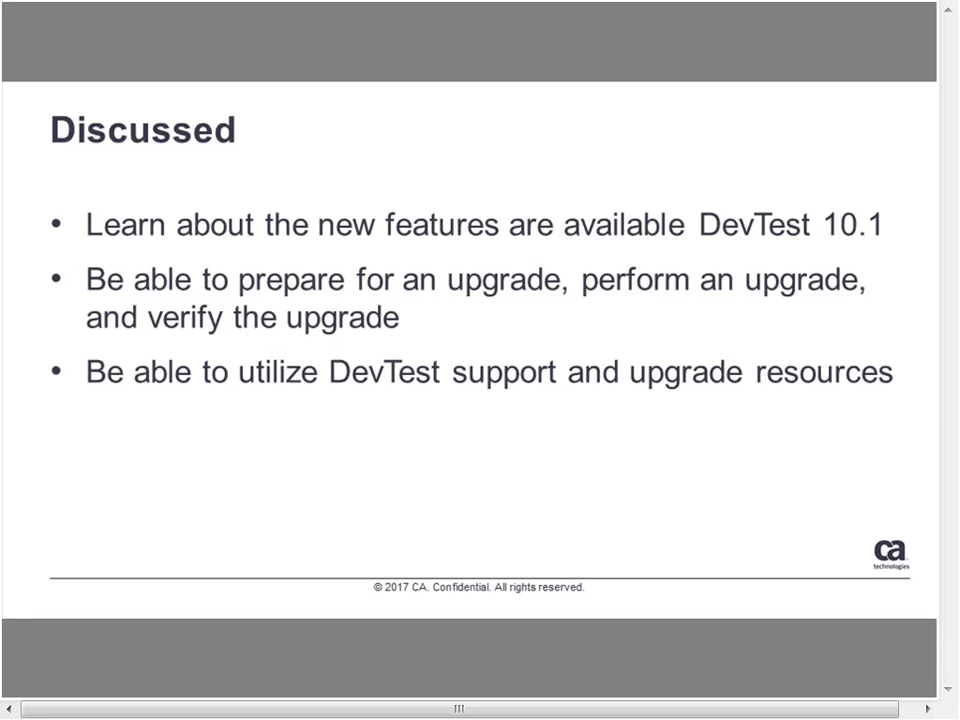 Discussed
• Learn about the new features are available DevTest 10.1
• Be able to prepare for an upgrade, perform an upgrade,
and verify the upgrade
• Be able to utilize DevTest support and upgrade resources
ca
technologies
© 2017 CA. Confidential. All rights reserved.